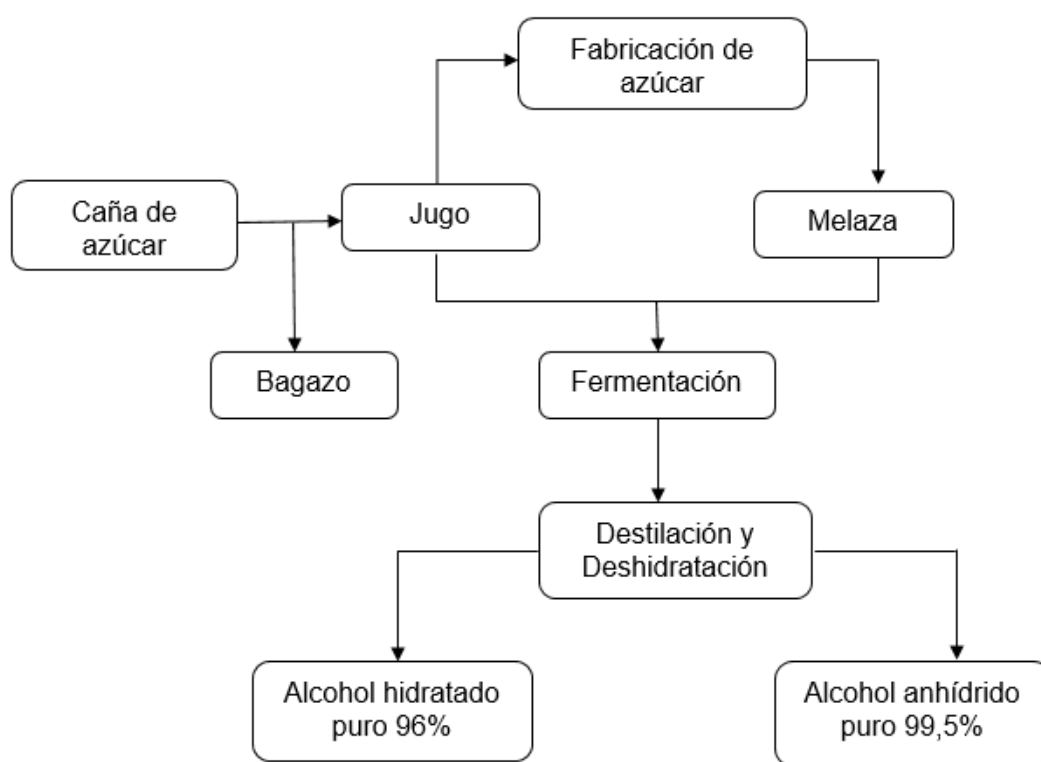 Fabricación de
azúcar
Caña de
azúcar
Jugo
Melaza
Bagazo
Fermentación
Destilación y
Deshidratación
Alcohol hidratado
puro 96%
Alcohol anhídrido
puro 99,5%